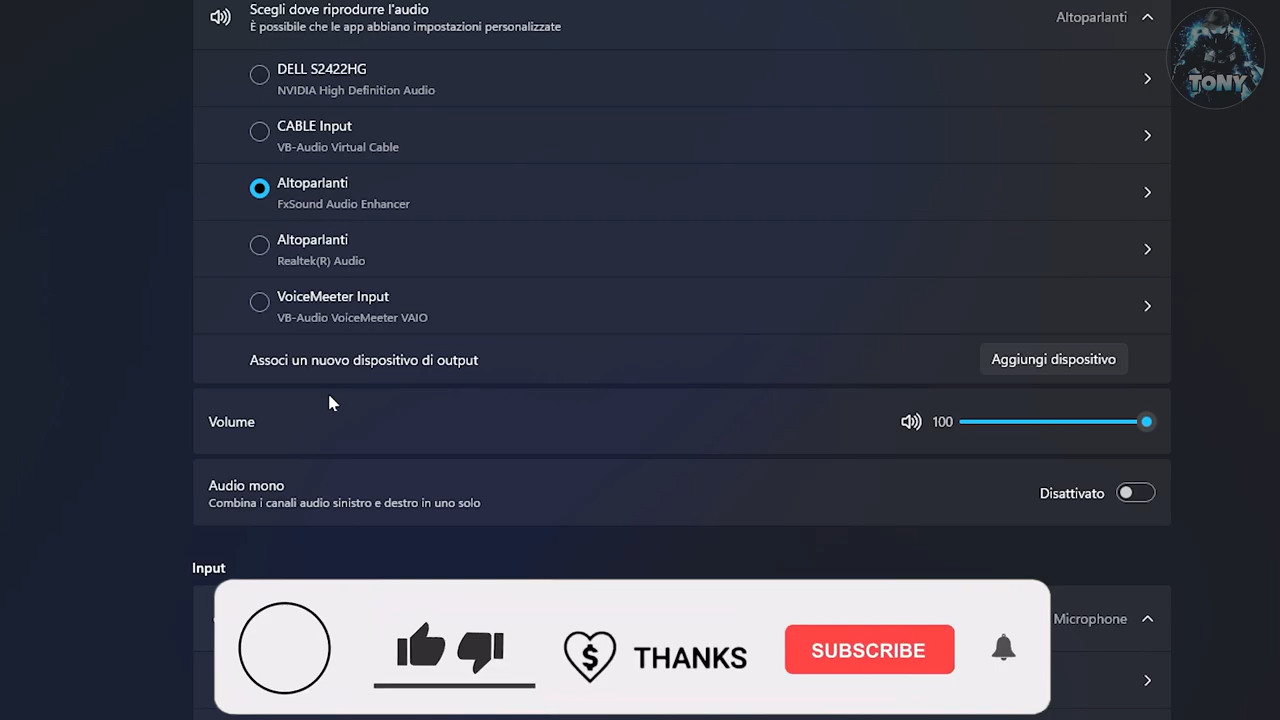 Scegli dove riprodurre l'audio
È possibile che le app abbiano impostazioni personalizzate
Altoparlanti
TONY
DELL S2422HG
NVIDIA High Definition Audio
CABLE Input
VB-Audio Virtual Cable
Altoparlanti
FxSound Audio Enhancer
Altoparlanti
Realtek(R) Audio
VoiceMeeter Input
VB-Audio VoiceMeeter VAIO
Associ un nuovo dispositivo di output
Aggiungi dispositivo
Volume
100
Audio mono
Combina i canali audio sinistro e destro in uno solo
Disattivato
Input
Microphone
THANKS
SUBSCRIBE